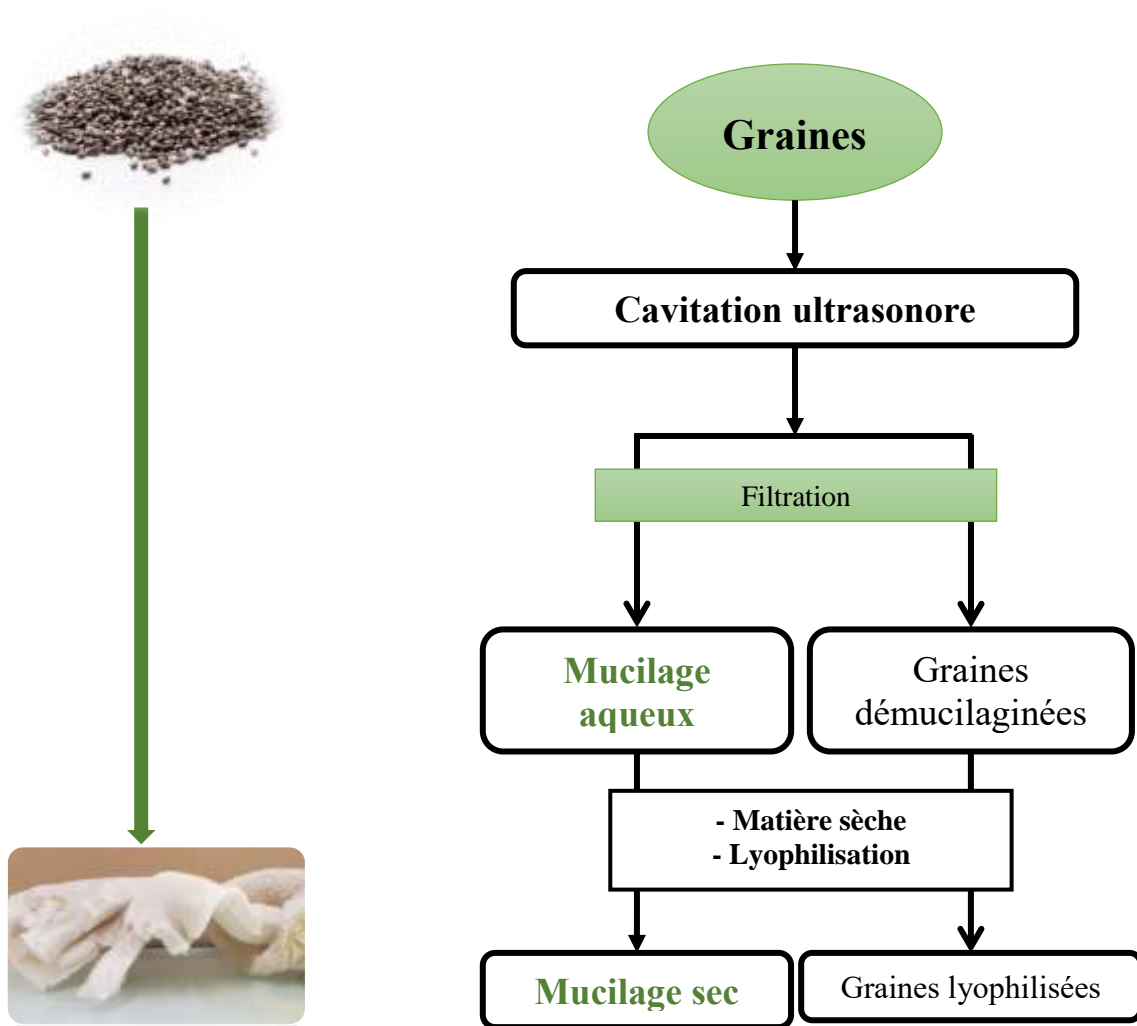 Graines
Cavitation ultrasonore
Filtration
Mucilage
aqueux
Graines
démucilaginées
- Matière sèche
- Lyophilisation
Mucilage sec
Graines lyophilisées